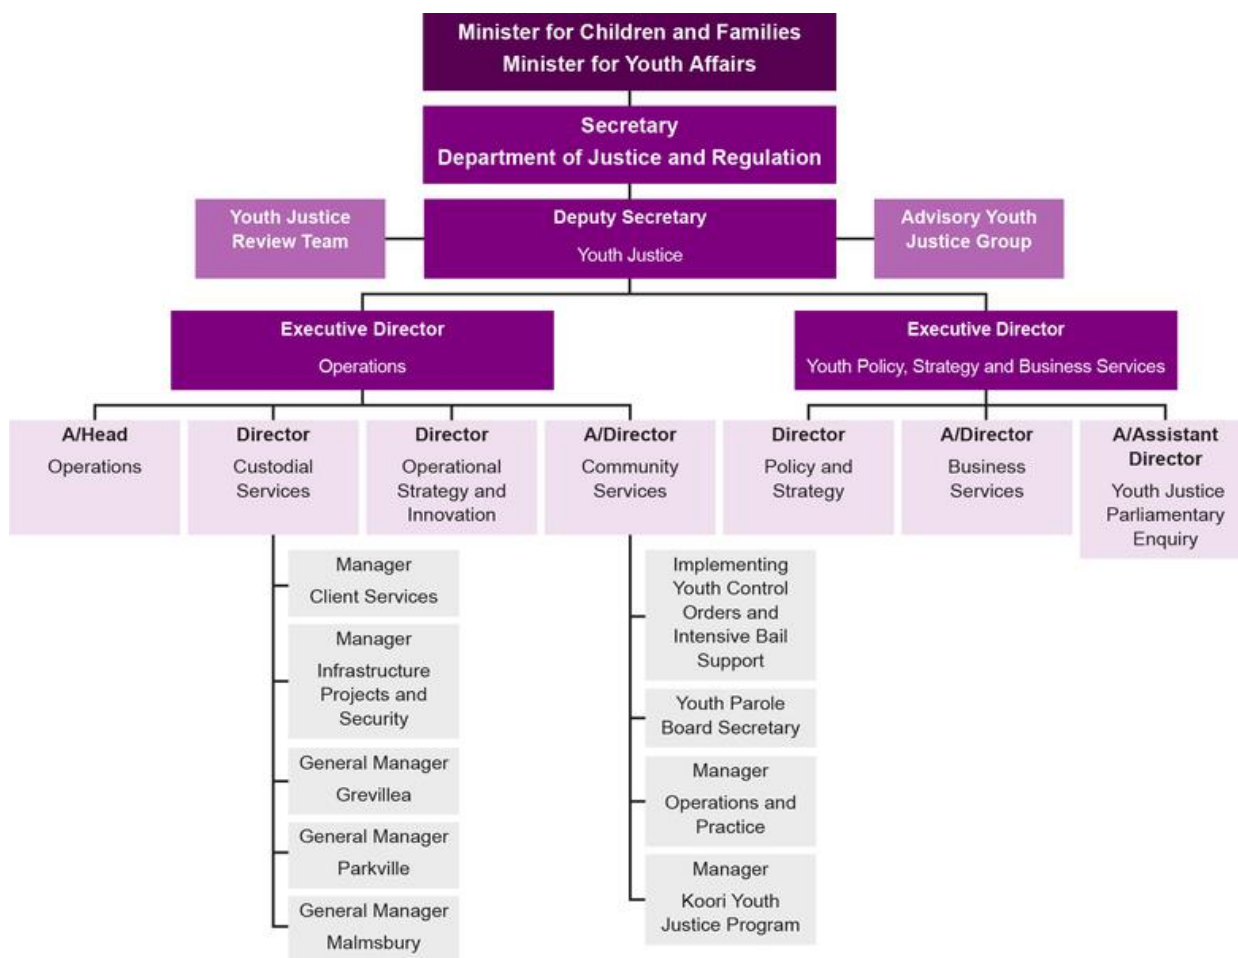 Minister for Children and Families
Minister for Youth Affairs
Secretary
Department of Justice and Regulation
Youth Justice
Review Team
Deputy Secretary
Youth Justice
Advisory Youth
Justice Group
Executive Director
Operations
Executive Director
Youth Policy, Strategy and Business Services
A/Head
Operations
Director
Custodial
Services
Director
Operational
Strategy and
Innovation
A/Director
Community
Services
Director
Policy and
Strategy
A/Director
Business
Services
A/Assistant
Director
Youth Justice
Parliamentary
Enquiry
Manager
Client Services
Manager
Infrastructure
Projects and
Security
General Manager
Grevillea
General Manager
Parkville
General Manager
Malmsbury
Implementing
Youth Control
Orders and
Intensive Bail
Support
Youth Parole
Board Secretary
Manager
Operations and
Practice
Manager
Koori Youth
Justice Program